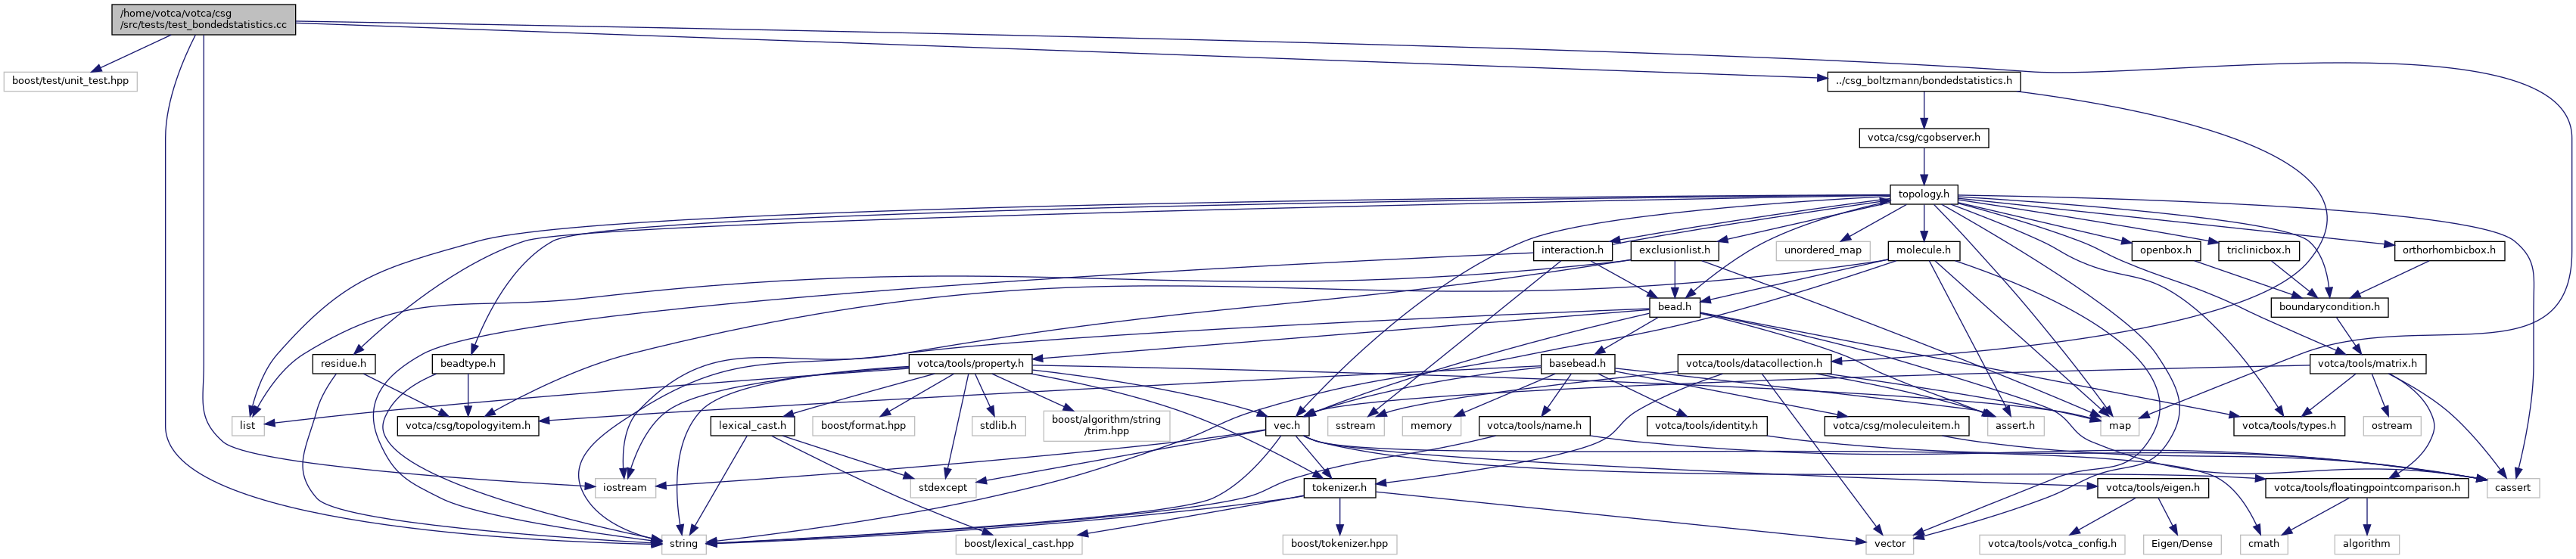 /home/votca/votca/csg
/src/tests/test_bondedstatistics.cc
boost/test/unit_test.hpp
../csg_boltzmann/bondedstatistics.h
votca/csg/cgobserver.h
topology.h
interaction.h
exclusionlist.h
unordered_map
molecule.h
openbox.h
triclinicbox.h
orthorhombicbox.h
bead.h
boundarycondition.h
residue.h
beadtype.h
votca/tools/property.h
basebead.h
votca/tools/datacollection.h
votca/tools/matrix.h
list
votca/csg/topologyitem.h
lexical_cast.h
boost/format.hpp
stdlib.h
boost/algorithm/string
/trim.hpp
vec.h
sstream
memory
votca/tools/name.h
votca/tools/identity.h
votca/csg/moleculeitem.h
assert.h
map
votca/tools/types.h
ostream
iostream
stdexcept
tokenizer.h
votca/tools/eigen.h
votca/tools/floatingpointcomparison.h
cassert
string
boost/lexical_cast.hpp
boost/tokenizer.hpp
vector
votca/tools/votca_config.h
Eigen/Dense
cmath
algorithm